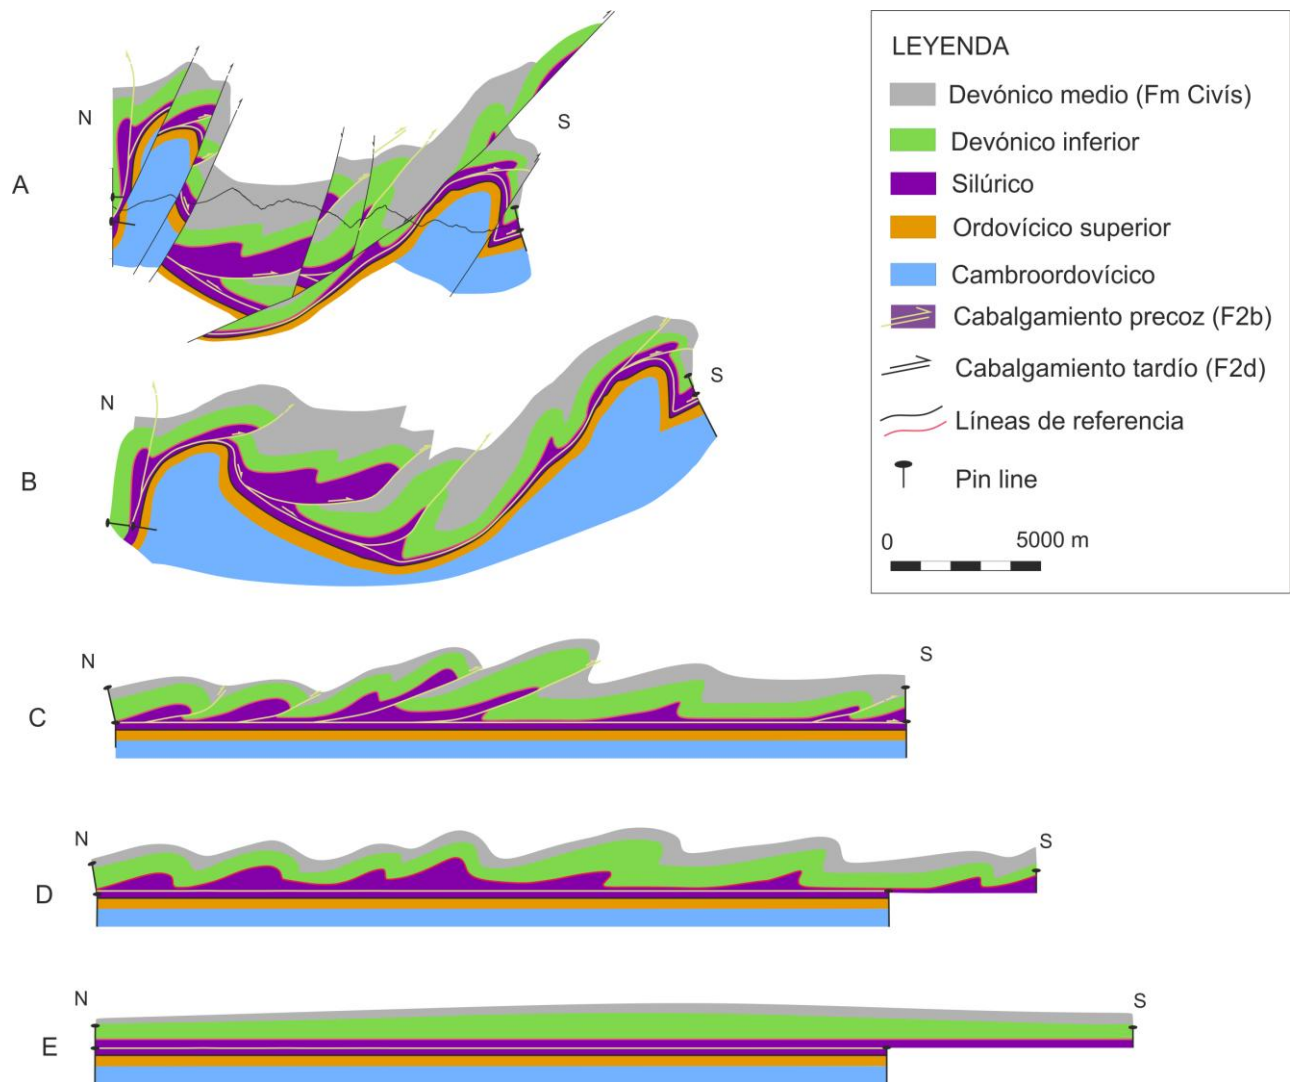 N
S
A
N
S
B
N
S
C
N
S
D
N
S
E
LEYENDA
Devónico medio (Fm Civís)
Devónico inferior
Silúrico
Ordovícico superior
Cambroordovícico
Cabalgamiento precoz (F2b)
Cabalgamiento tardío (F2d)
Líneas de referencia
Pin line
0 5000 m